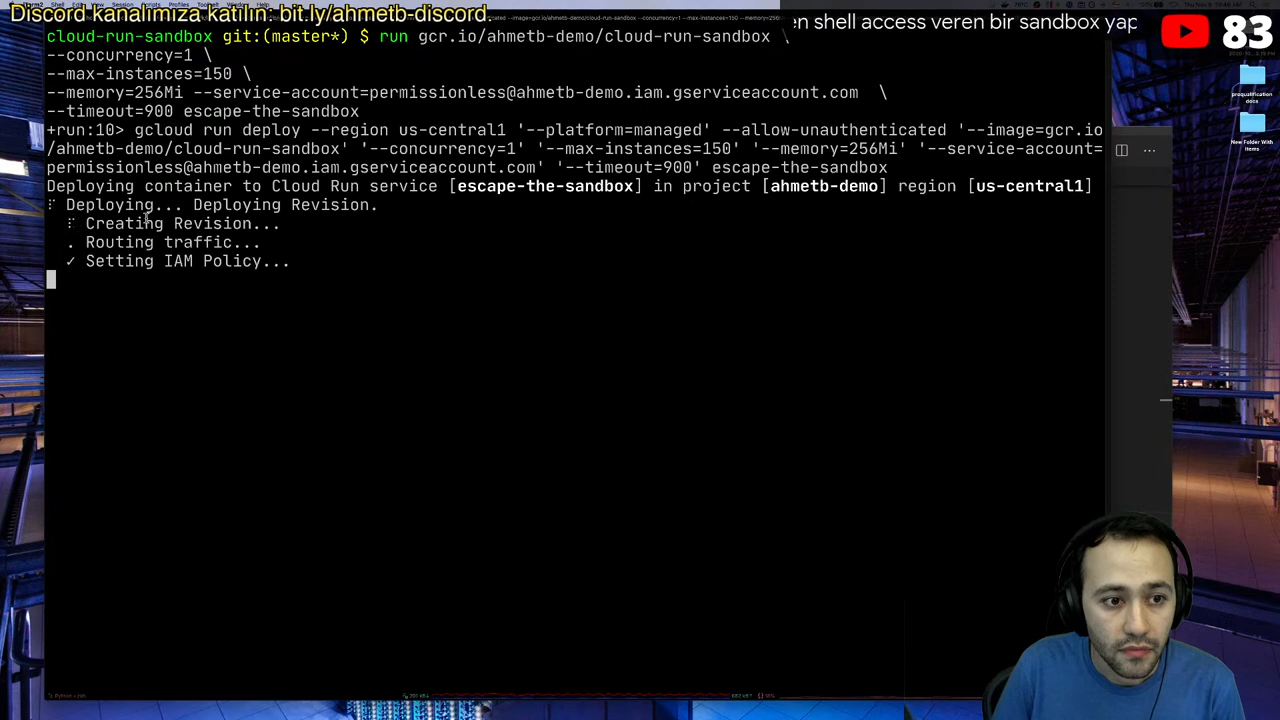 Discord kanalımıza katılın: bit.ly/ahmetb-discord
en shell access veren bir sandbox yap
83
cloud-run-sandbox git:(master*) $ run gcr.io/ahmetb-demo/cloud-run-sandbox \
--concurrency=1 \
--max-instances=150 \
--memory=256Mi --service-account=permissionless@ahmetb-demo.iam.gserviceaccount.com  \
--timeout=900 escape-the-sandbox
+run:10> gcloud run deploy --region us-central1 '--platform=managed' --allow-unauthenticated '--image=gcr.io
/ahmetb-demo/cloud-run-sandbox' '--concurrency=1' '--max-instances=150' '--memory=256Mi' '--service-account=
permissionless@ahmetb-demo.iam.gserviceaccount.com' '--timeout=900' escape-the-sandbox
Deploying container to Cloud Run service [escape-the-sandbox] in project [ahmetb-demo] region [us-central1]
⠏ Deploying... Deploying Revision.
⠏ Creating Revision...
. Routing traffic...
✓ Setting IAM Policy...
prequalification
docs
New Folder With
Items